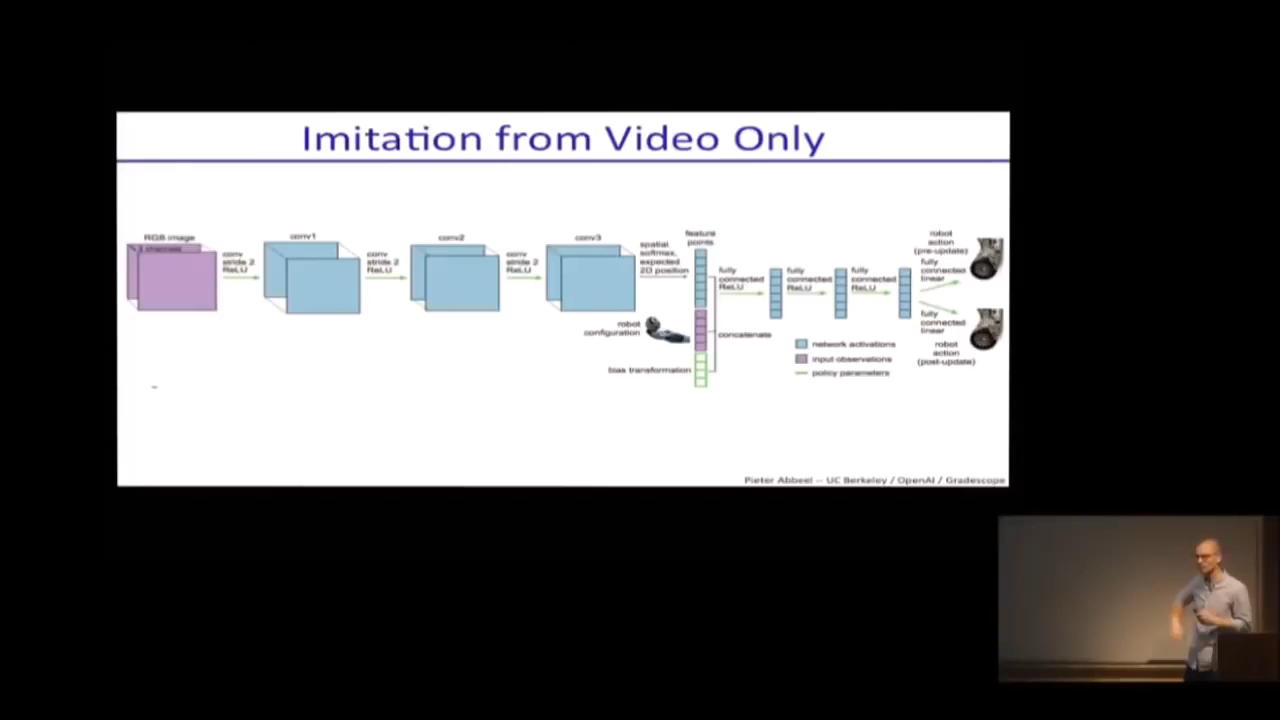 Imitation from Video Only
RGB image
3 channels
conv
stride 2
ReLU
conv1
conv
stride 2
ReLU
conv2
conv
stride 2
ReLU
conv3
spatial
softmax,
expected
2D position
feature
points
robot
configuration
bias transformation
concatenate
fully
connected
ReLU
fully
connected
ReLU
fully
connected
ReLU
robot
action
(pre-update)
fully
connected
linear
fully
connected
linear
robot
action
(post-update)
network activations
input observations
policy parameters
Pieter Abbeel -- UC Berkeley / OpenAI / Gradescope